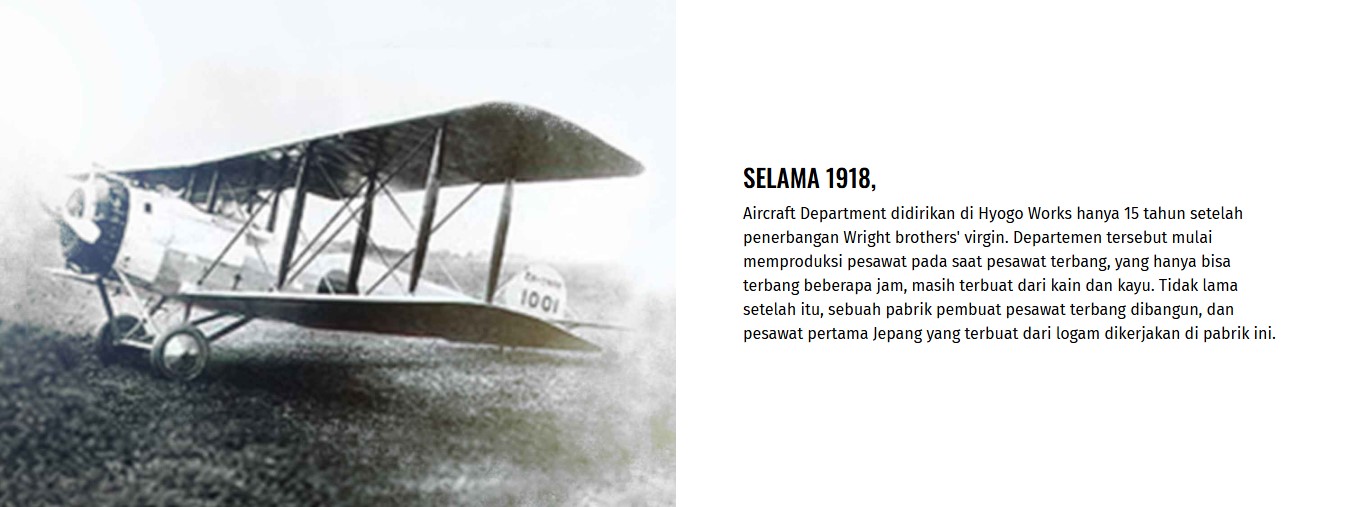 SELAMA 1918,
Aircraft Department didirikan di Hyogo Works hanya 15 tahun setelah
penerbangan Wright brothers' virgin. Departemen tersebut mulai
memproduksi pesawat pada saat pesawat terbang, yang hanya bisa
terbang beberapa jam, masih terbuat dari kain dan kayu. Tidak lama
setelah itu, sebuah pabrik pembuat pesawat terbang dibangun, dan
pesawat pertama Jepang yang terbuat dari logam dikerjakan di pabrik ini.
1001